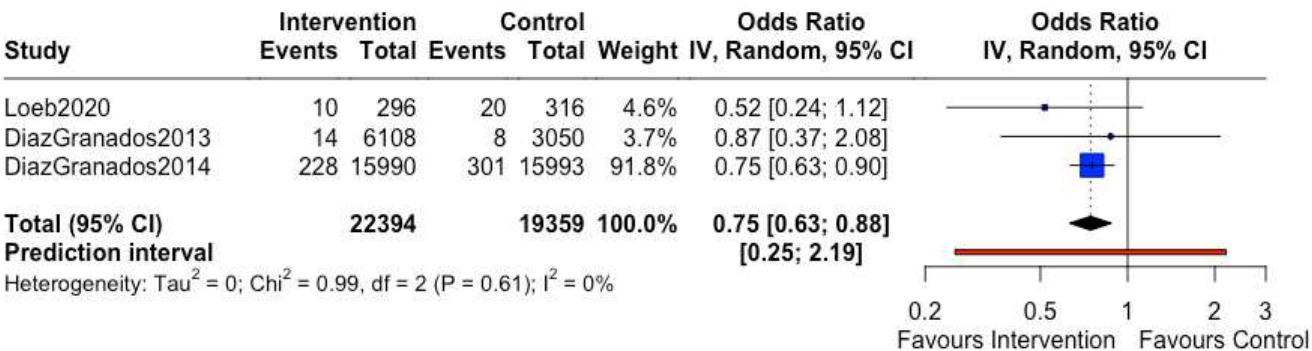 Intervention Control Odds Ratio Odds Ratio
Study Events Total Events Total Weight IV, Random, 95% CI IV, Random, 95% CI
Loeb2020 10 296 20 316 4.6% 0.52 [0.24; 1.12]
DiazGranados2013 14 6108 8 3050 3.7% 0.87 [0.37; 2.08]
DiazGranados2014 228 15990 301 15993 91.8% 0.75 [0.63; 0.90]
Total (95% CI) 22394 19359 100.0% 0.75 [0.63; 0.88]
Prediction interval [0.25; 2.19]
Heterogeneity: Tau² = 0; Chi² = 0.99, df = 2 (P = 0.61); I² = 0%
0.2 0.5 1 2 3
Favours Intervention Favours Control